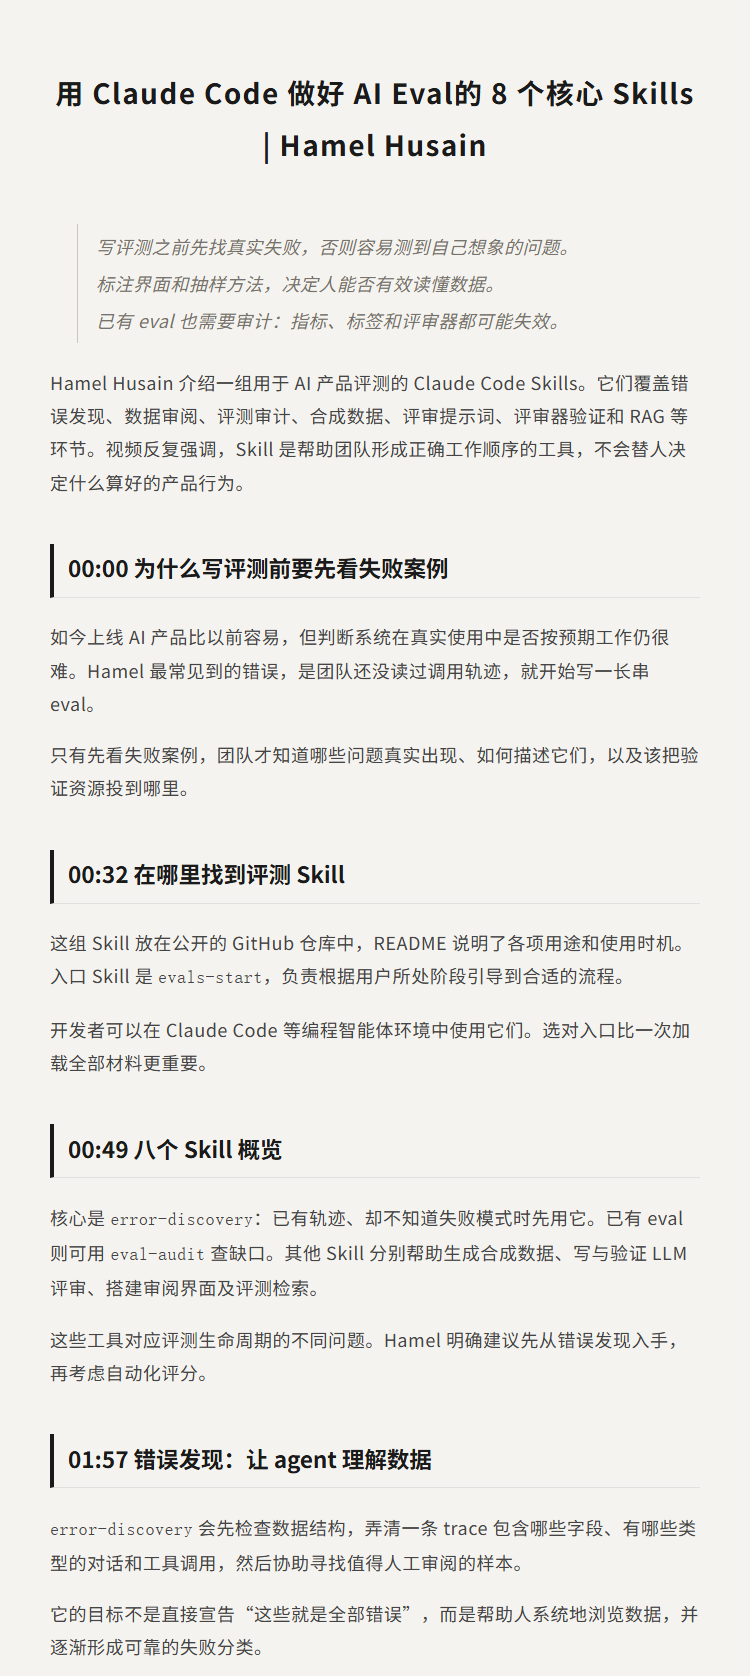 用 Claude Code 做好 AI Eval的 8 个核心 Skills
| Hamel Husain
写评测之前先找真实失败，否则容易测到自己想象的问题。
标注界面和抽样方法，决定人能否有效读懂数据。
已有 eval 也需要审计：指标、标签和评审器都可能失效。
Hamel Husain 介绍一组用于 AI 产品评测的 Claude Code Skills。它们覆盖错
误发现、数据审阅、评测审计、合成数据、评审提示词、评审器验证和 RAG 等
环节。视频反复强调，Skill 是帮助团队形成正确工作顺序的工具，不会替人决
定什么算好的产品行为。
00:00 为什么写评测前要先看失败案例
如今上线 AI 产品比以前容易，但判断系统在真实使用中是否按预期工作仍很
难。Hamel 最常见到的错误，是团队还没读过调用轨迹，就开始写一长串
eval。
只有先看失败案例，团队才知道哪些问题真实出现、如何描述它们，以及该把验
证资源投到哪里。
00:32 在哪里找到评测 Skill
这组 Skill 放在公开的 GitHub 仓库中，README 说明了各项用途和使用时机。
入口 Skill 是 evals-start，负责根据用户所处阶段引导到合适的流程。
开发者可以在 Claude Code 等编程智能体环境中使用它们。选对入口比一次加
载全部材料更重要。
00:49 八个 Skill 概览
核心是 error-discovery：已有轨迹、却不知道失败模式时先用它。已有 eval
则可用 eval-audit 查缺口。其他 Skill 分别帮助生成合成数据、写与验证 LLM
评审、搭建审阅界面及评测检索。
这些工具对应评测生命周期的不同问题。Hamel 明确建议先从错误发现入手，
再考虑自动化评分。
01:57 错误发现：让 agent 理解数据
error-discovery 会先检查数据结构，弄清一条 trace 包含哪些字段、有哪些类
型的对话和工具调用，然后协助寻找值得人工审阅的样本。
它的目标不是直接宣告“这些就是全部错误”，而是帮助人系统地浏览数据，并
逐渐形成可靠的失败分类。